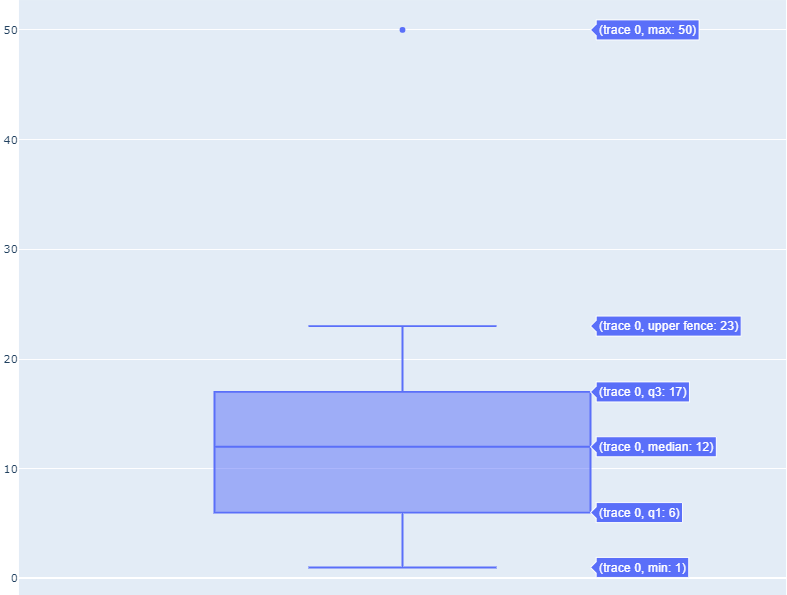 50
(trace 0, max: 50)
40
30
(trace 0, upper fence: 23)
20
(trace 0, q3: 17)
(trace 0, median: 12)
10
(trace 0, q1: 6)
(trace 0, min: 1)
0